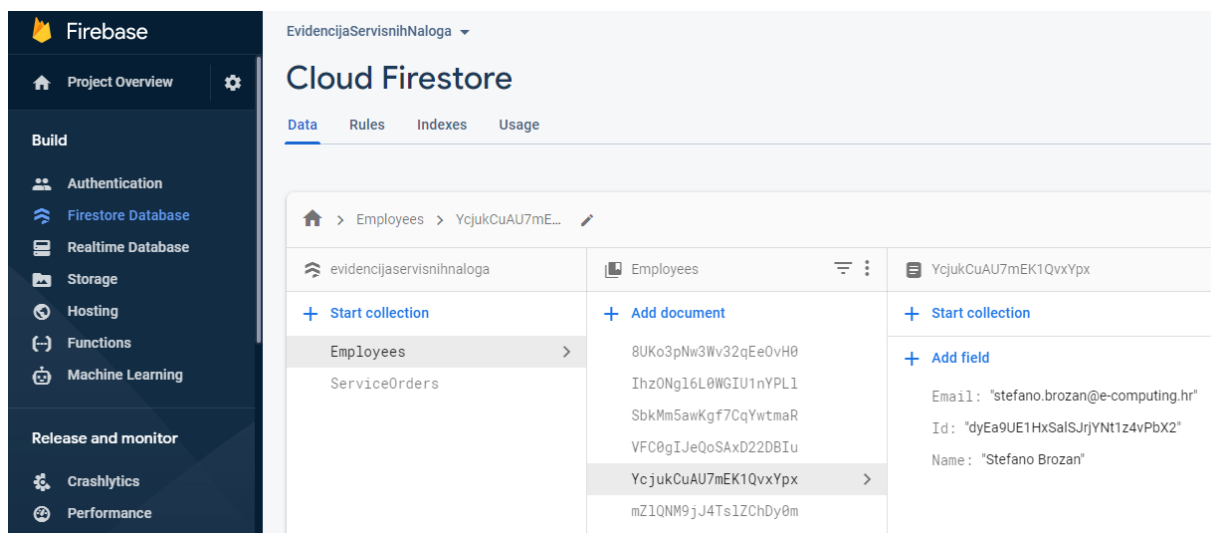 Firebase
Project Overview
Build
Authentication
Firestore Database
Realtime Database
Storage
Hosting
Functions
Machine Learning
Release and monitor
Crashlytics
Performance
EvidencijaServisnihNaloga
Cloud Firestore
Data Rules Indexes Usage
Employees > YcjukCuAU7mE...
evidencijaservisnihnaloga
Start collection
Employees
ServiceOrders
Employees
Add document
8UKo3pNw3Wv32qEeOvH0
IhzONgl6L0WGIU1nYPLl
SbkMm5awKgf7CqYwtmaR
VFC0gIJeQoSAxD22DBIu
YcjukCuAU7mEK1QvxYpx
mZlQNM9jJ4TslZChDy0m
YcjukCuAU7mEK1QvxYpx
Start collection
Add field
Email: "stefano.brozan@e-computing.hr"
Id: "dyEa9UE1HxSalSJrjYNt1z4vPbX2"
Name: "Stefano Brozan"